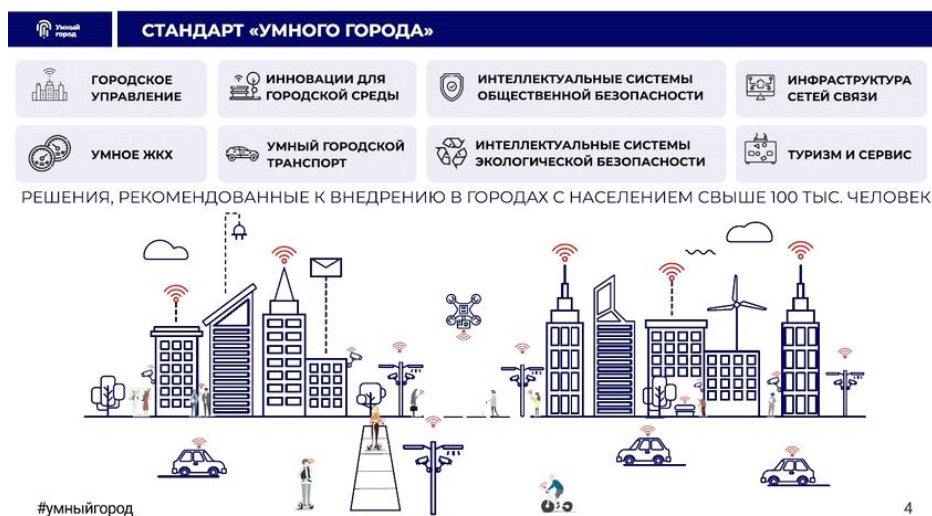 Умный
город
СТАНДАРТ «УМНОГО ГОРОДА»
ГОРОДСКОЕ
УПРАВЛЕНИЕ
ИННОВАЦИИ ДЛЯ
ГОРОДСКОЙ СРЕДЫ
ИНТЕЛЛЕКТУАЛЬНЫЕ СИСТЕМЫ
ОБЩЕСТВЕННОЙ БЕЗОПАСНОСТИ
ИНФРАСТРУКТУРА
СЕТЕЙ СВЯЗИ
УМНОЕ ЖКХ
УМНЫЙ ГОРОДСКОЙ
ТРАНСПОРТ
ИНТЕЛЛЕКТУАЛЬНЫЕ СИСТЕМЫ
ЭКОЛОГИЧЕСКОЙ БЕЗОПАСНОСТИ
ТУРИЗМ И СЕРВИС
РЕШЕНИЯ, РЕКОМЕНДОВАННЫЕ К ВНЕДРЕНИЮ В ГОРОДАХ С НАСЕЛЕНИЕМ СВЫШЕ 100 ТЫС. ЧЕЛОВЕК
#умныйгород
4